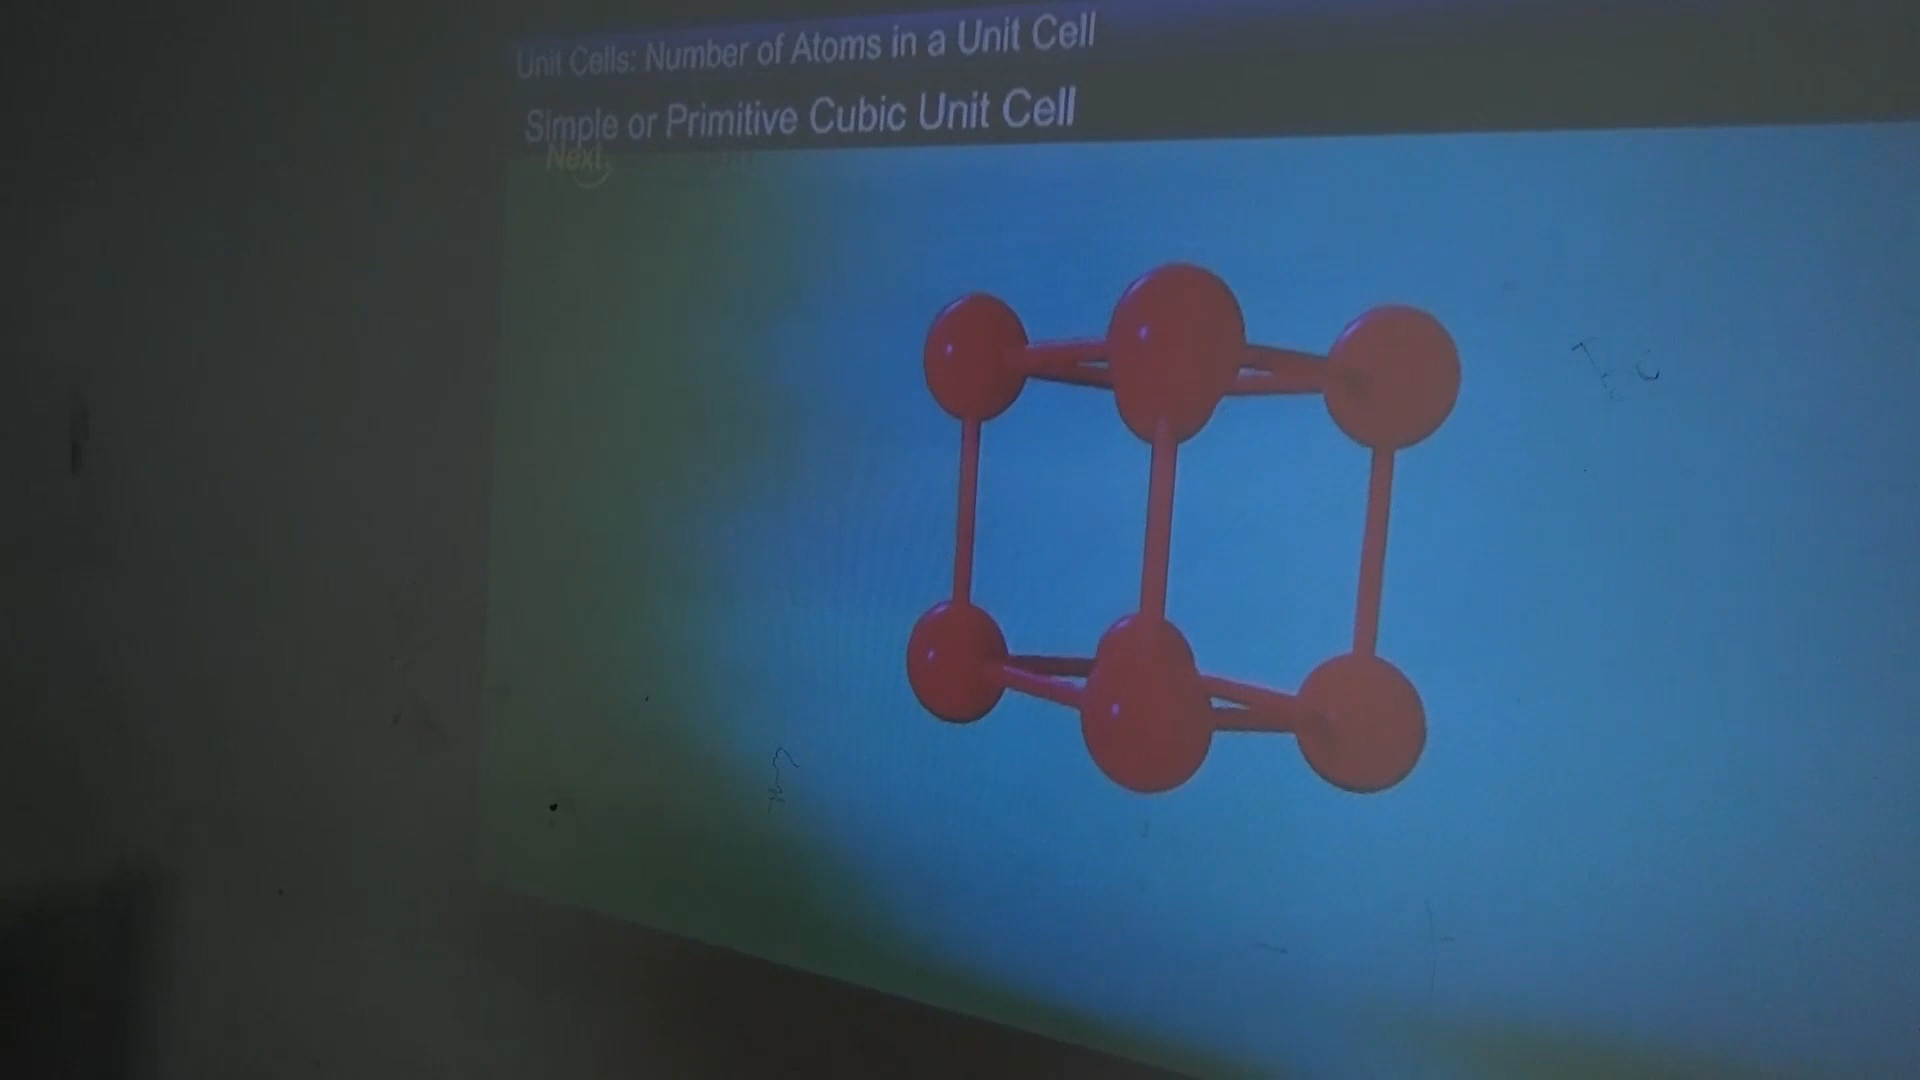 Unit Cells: Number of Atoms in a Unit Cell
Simple or Primitive Cubic Unit Cell
Next